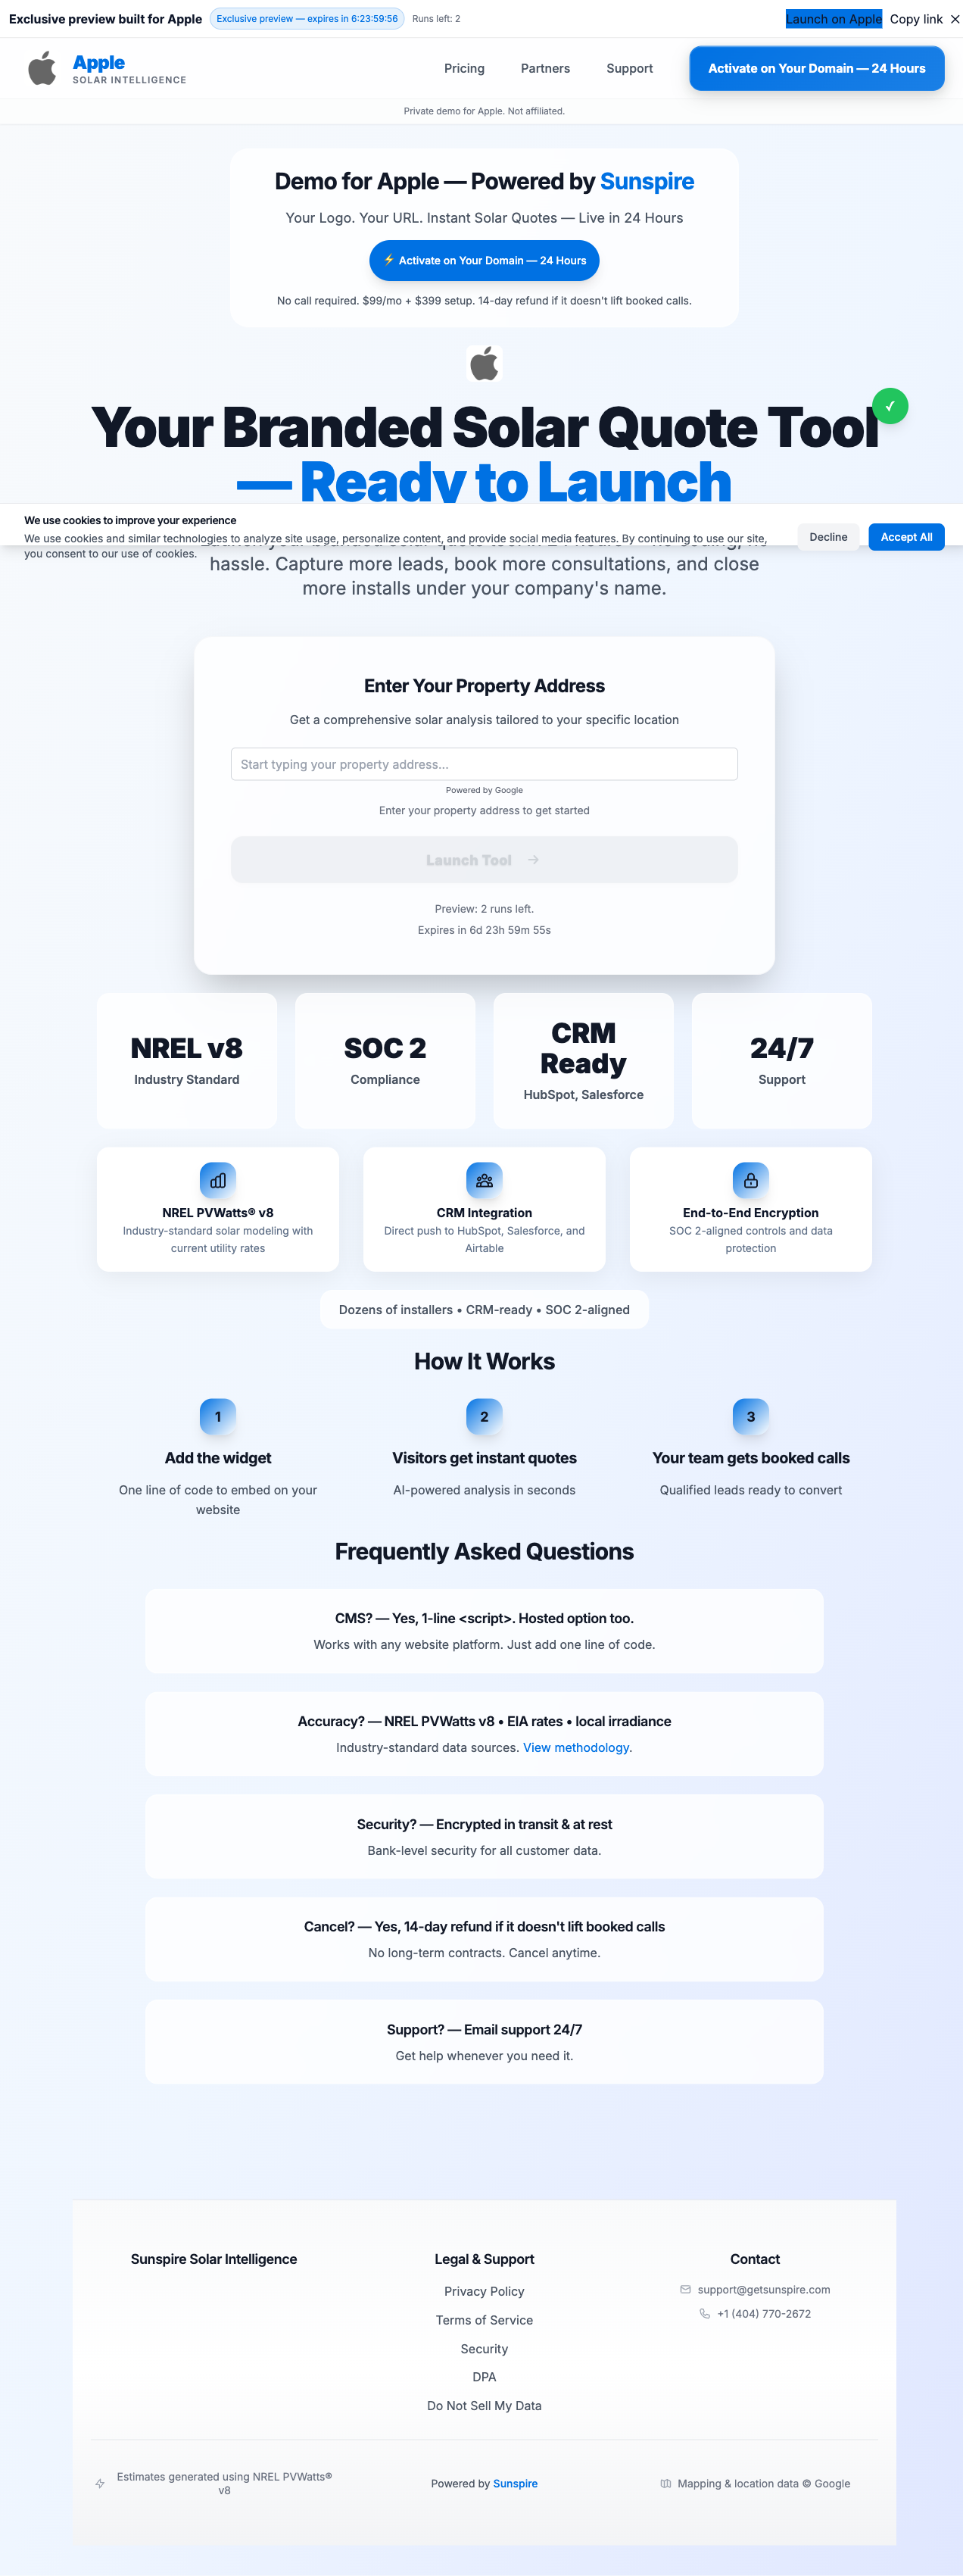 Exclusive preview built for Apple
Exclusive preview — expires in 6:23:59:56
Runs left: 2
Launch on Apple
Copy link
Apple
SOLAR INTELLIGENCE
Pricing
Partners
Support
Activate on Your Domain — 24 Hours
Private demo for Apple. Not affiliated.
Demo for Apple — Powered by Sunspire
Your Logo. Your URL. Instant Solar Quotes — Live in 24 Hours
⚡ Activate on Your Domain — 24 Hours
No call required. $99/mo + $399 setup. 14-day refund if it doesn't lift booked calls.
Your Branded Solar Quote Tool
— Ready to Launch
We use cookies to improve your experience
We use cookies and similar technologies to analyze site usage, personalize content, and provide social media features. By continuing to use our site,
you consent to our use of cookies.
Decline
Accept All
hassle. Capture more leads, book more consultations, and close
more installs under your company's name.
Enter Your Property Address
Get a comprehensive solar analysis tailored to your specific location
Start typing your property address...
Powered by Google
Enter your property address to get started
Launch Tool
Preview: 2 runs left.
Expires in 6d 23h 59m 55s
NREL v8
Industry Standard
SOC 2
Compliance
CRM
Ready
HubSpot, Salesforce
24/7
Support
NREL PVWatts® v8
Industry-standard solar modeling with
current utility rates
CRM Integration
Direct push to HubSpot, Salesforce, and
Airtable
End-to-End Encryption
SOC 2-aligned controls and data
protection
Dozens of installers • CRM-ready • SOC 2-aligned
How It Works
1
Add the widget
One line of code to embed on your
website
2
Visitors get instant quotes
AI-powered analysis in seconds
3
Your team gets booked calls
Qualified leads ready to convert
Frequently Asked Questions
CMS? — Yes, 1-line <script>. Hosted option too.
Works with any website platform. Just add one line of code.
Accuracy? — NREL PVWatts v8 • EIA rates • local irradiance
Industry-standard data sources. View methodology.
Security? — Encrypted in transit & at rest
Bank-level security for all customer data.
Cancel? — Yes, 14-day refund if it doesn't lift booked calls
No long-term contracts. Cancel anytime.
Support? — Email support 24/7
Get help whenever you need it.
Sunspire Solar Intelligence
Legal & Support
Privacy Policy
Terms of Service
Security
DPA
Do Not Sell My Data
Contact
support@getsunspire.com
+1 (404) 770-2672
Estimates generated using NREL PVWatts®
v8
Powered by Sunspire
Mapping & location data © Google